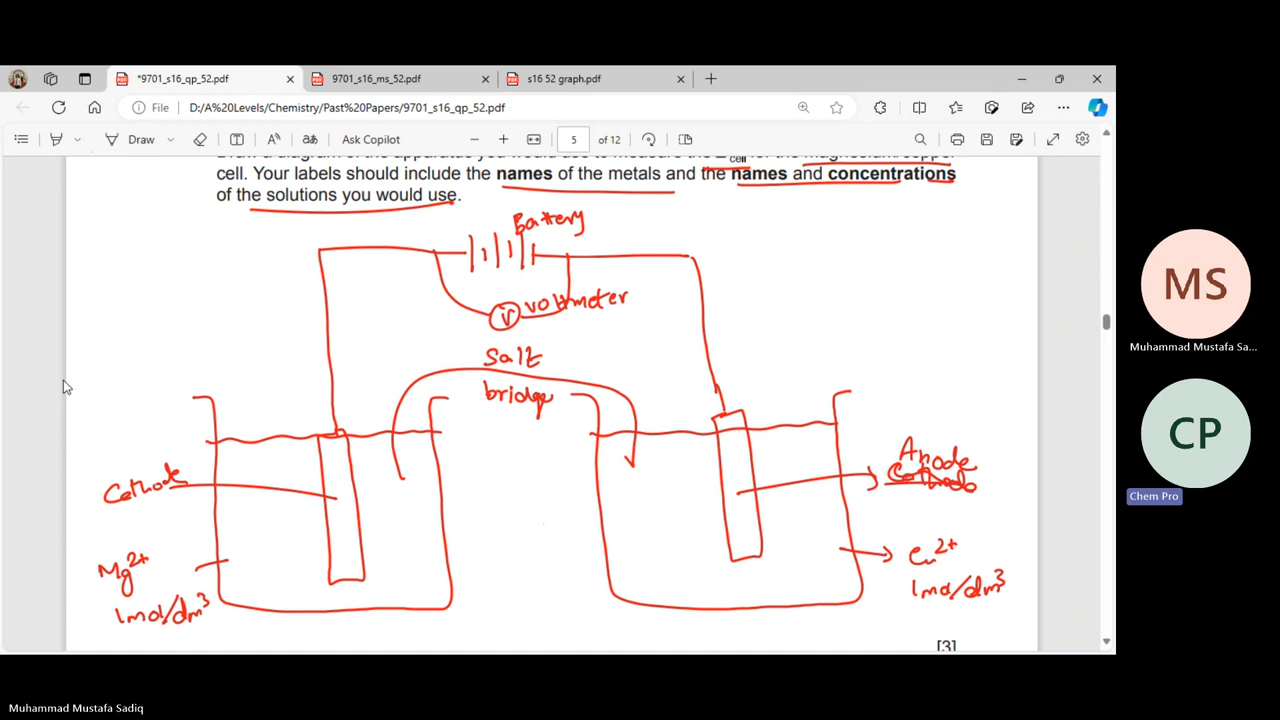 *9701_s16_qp_52.pdf
9701_s16_ms_52.pdf
s16 52 graph.pdf
File
D:/A%20Levels/Chemistry/Past%20Papers/9701_s16_qp_52.pdf
Draw
Ask Copilot
5
of 12
cell. Your labels should include the names of the metals and the names and concentrations
of the solutions you would use.
Battery
V
voltmeter
Salt
bridge
Cathode
Anode
Cathode
Mg2+
1mol/dm3
Cu2+
1mol/dm3
[3]
MS
Muhammad Mustafa Sa...
CP
Chem Pro
Muhammad Mustafa Sadiq